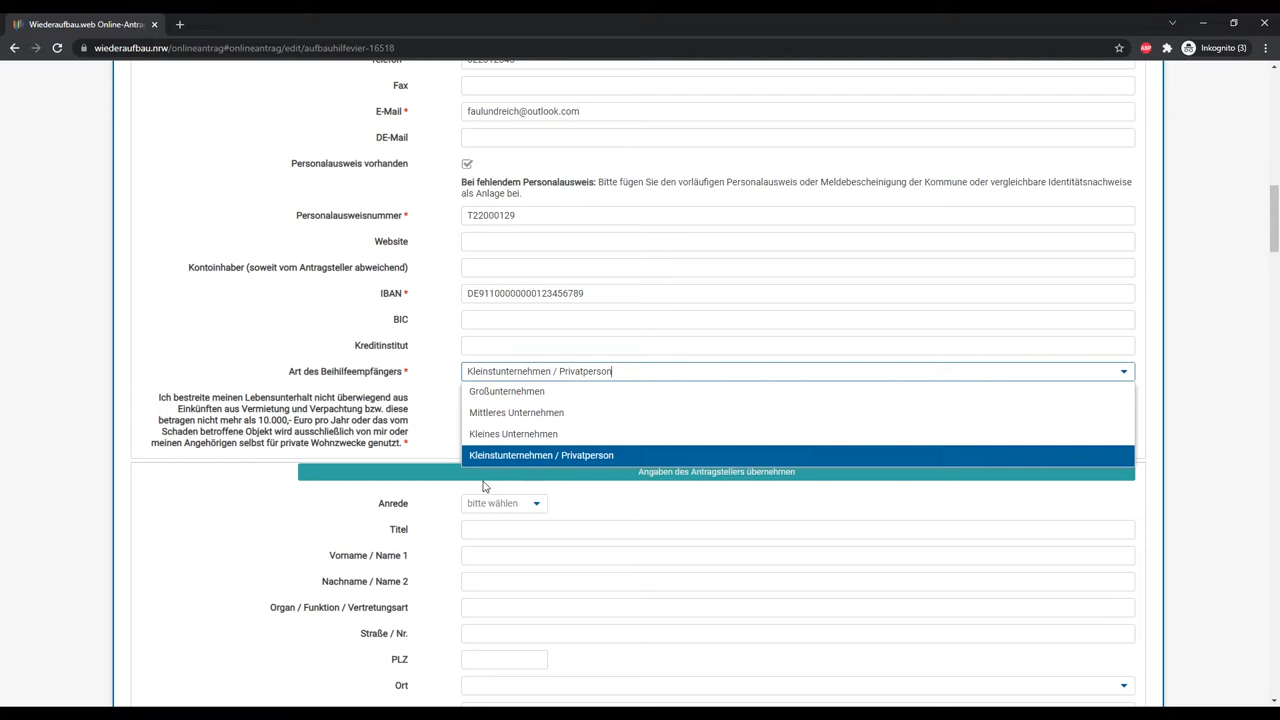 Wiederaufbau.web Online-Antra
wiederaufbau.nrw/onlineantrag#onlineantrag/edit/aufbauhilfevier-16518
ABP
Inkognito (3)
Fax
E-Mail *
faulundreich@outlook.com
DE-Mail
Personalausweis vorhanden
Bei fehlendem Personalausweis: Bitte fügen Sie den vorläufigen Personalausweis oder Meldebescheinigung der Kommune oder vergleichbare Identitätsnachweise
als Anlage bei.
Personalausweisnummer *
T22000129
Website
Kontoinhaber (soweit vom Antragsteller abweichend)
IBAN *
DE91100000000123456789
BIC
Kreditinstitut
Art des Beihilfeempfängers *
Kleinstunternehmen / Privatperson
Großunternehmen
Mittleres Unternehmen
Kleines Unternehmen
Kleinstunternehmen / Privatperson
Ich bestreite meinen Lebensunterhalt nicht überwiegend aus
Einkünften aus Vermietung und Verpachtung bzw. diese
betragen nicht mehr als 10.000,- Euro pro Jahr oder das vom
Schaden betroffene Objekt wird ausschließlich von mir oder
meinen Angehörigen selbst für private Wohnzwecke genutzt. *
Angaben des Antragstellers übernehmen
Anrede
bitte wählen
Titel
Vorname / Name 1
Nachname / Name 2
Organ / Funktion / Vertretungsart
Straße / Nr.
PLZ
Ort